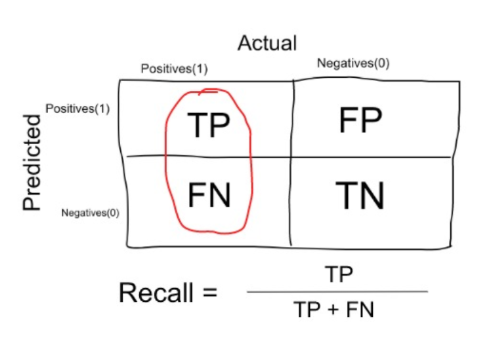 Actual
Positives(1)
Negatives(0)
Predicted
Positives(1)
TP
FP
Negatives(0)
FN
TN
Recall =
TP
TP + FN